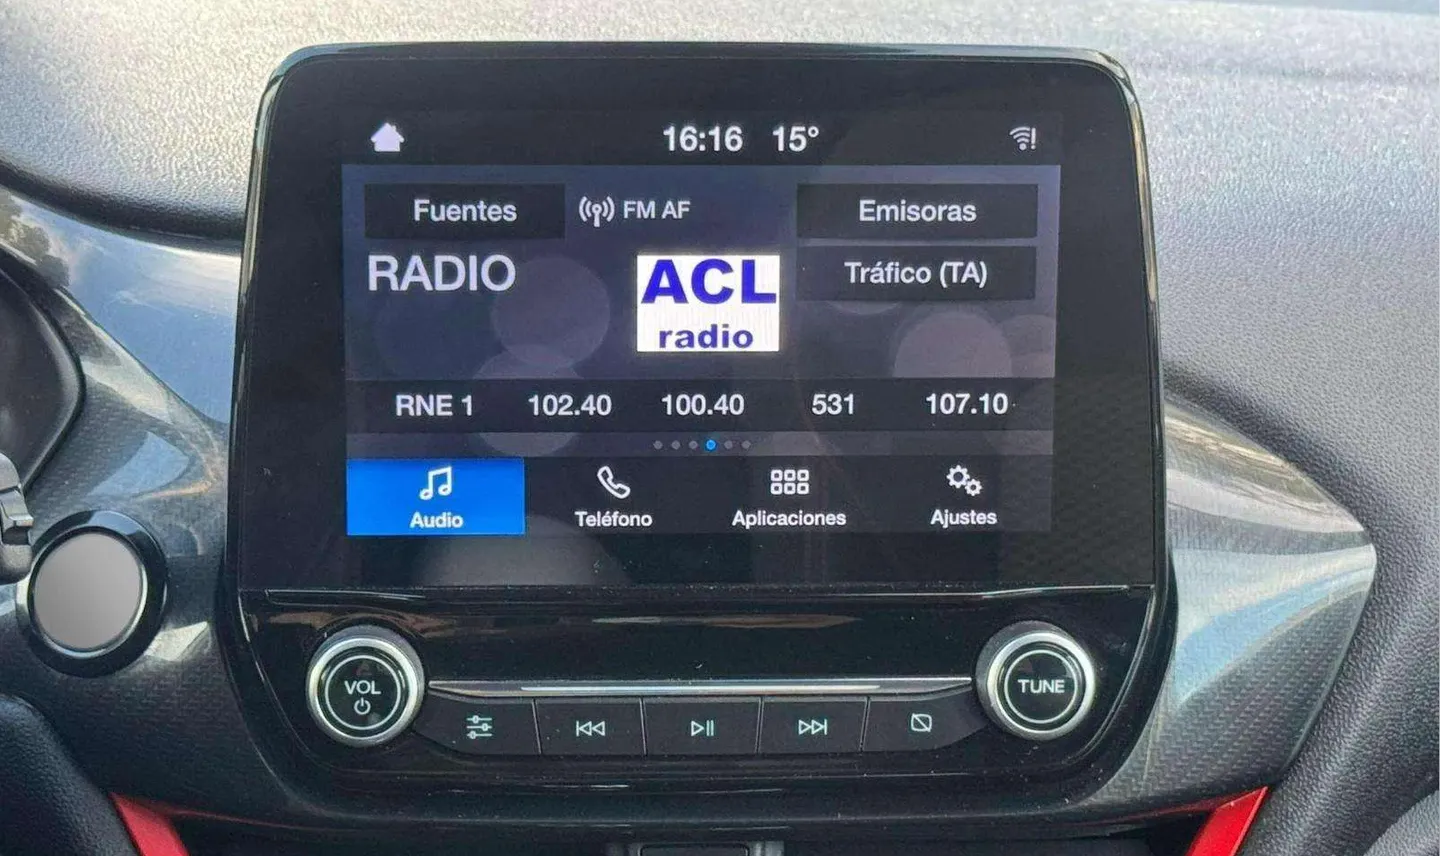 16:16 15°
Fuentes
FM AF
Emisoras
RADIO
ACL
radio
Tráfico (TA)
RNE 1 102.40 100.40 531 107.10
Audio
Teléfono
Aplicaciones
Ajustes
VOL
TUNE